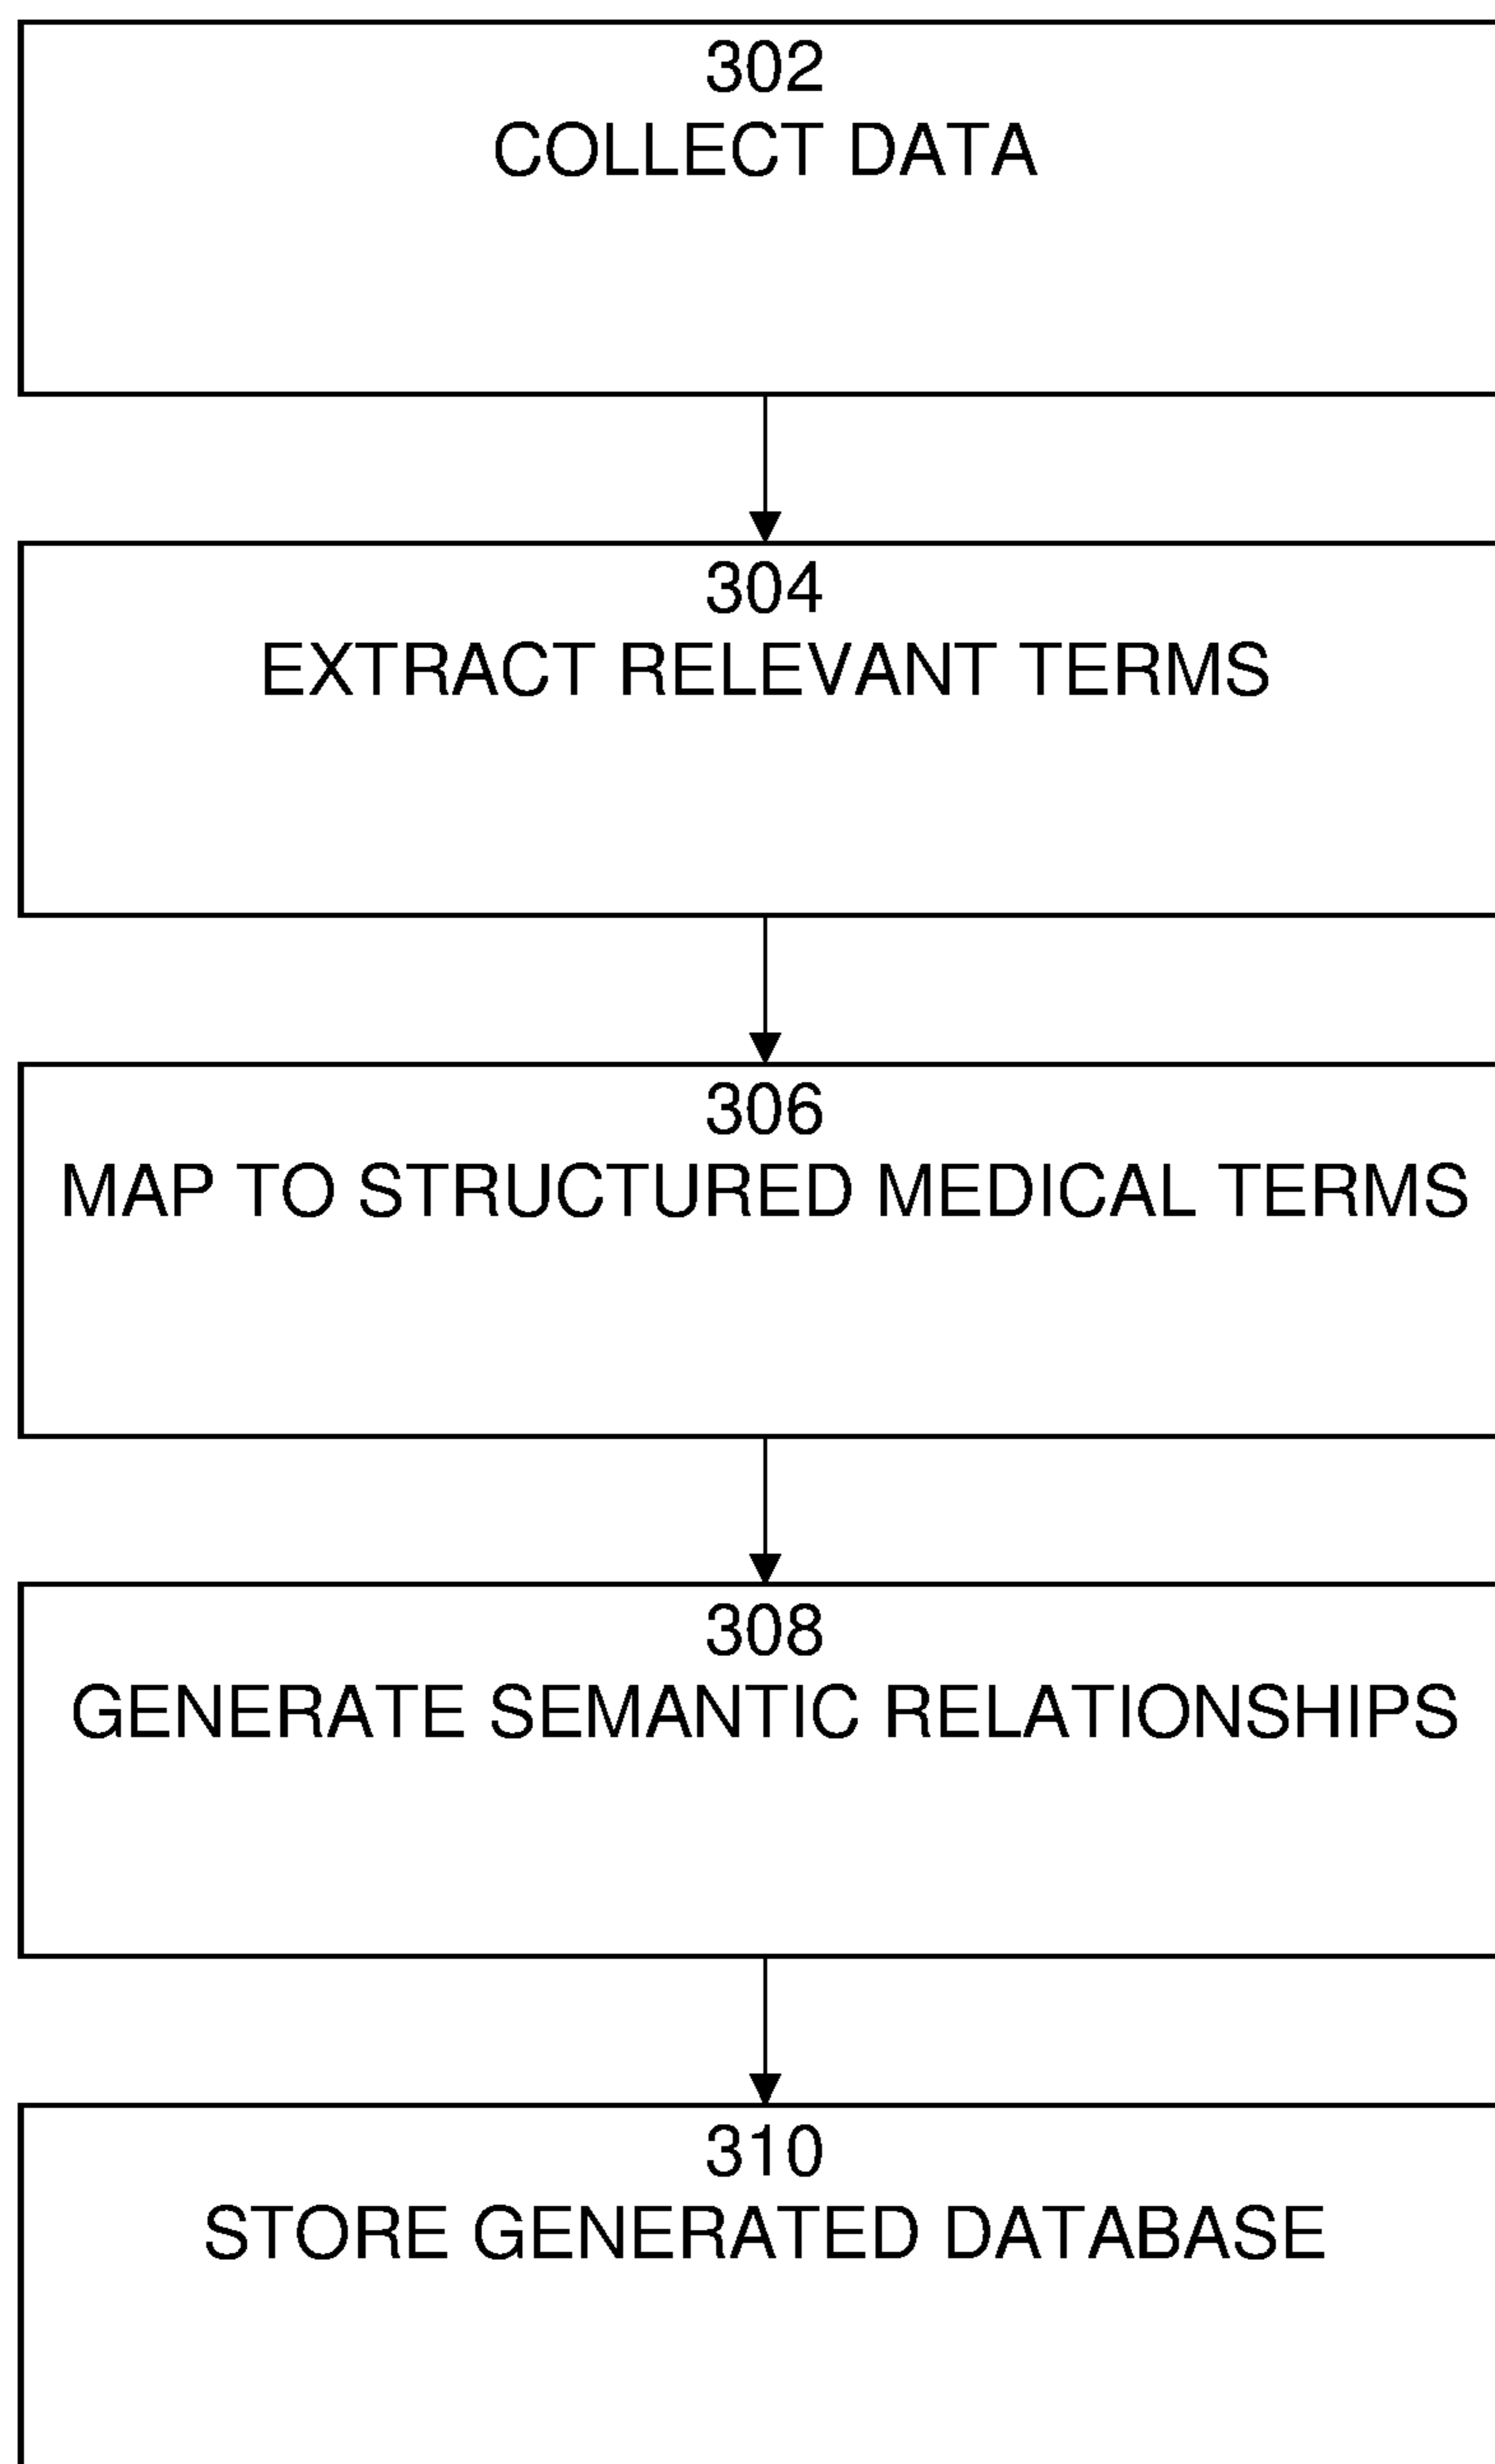 302
COLLECT DATA
304
EXTRACT RELEVANT TERMS
306
MAP TO STRUCTURED MEDICAL TERMS
308
GENERATE SEMANTIC RELATIONSHIPS
310
STORE GENERATED DATABASE